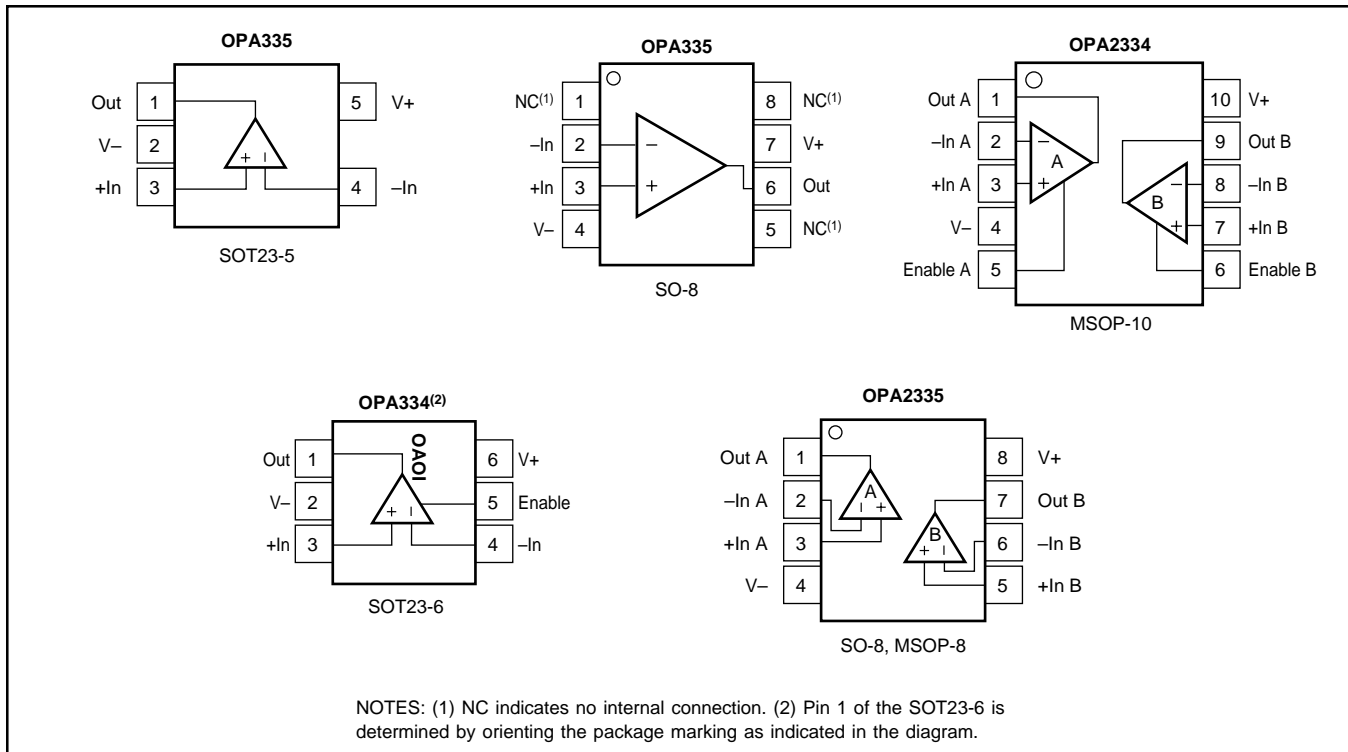 OPA335
Out 1
5 V+
V– 2
+In 3
4 –In
+ –
SOT23-5
OPA335
NC(1) 1
8 NC(1)
–In 2
–
7 V+
+In 3
+
6 Out
V– 4
5 NC(1)
SO-8
OPA2334
Out A 1
10 V+
–In A 2
–
A
9 Out B
+In A 3
+
–
8 –In B
B
V– 4
+
7 +In B
Enable A 5
6 Enable B
MSOP-10
OPA334(2)
OAOI
Out 1
6 V+
V– 2
5 Enable
+ –
+In 3
4 –In
SOT23-6
OPA2335
Out A 1
8 V+
–In A 2
A
– +
7 Out B
+In A 3
B
+ –
6 –In B
V– 4
5 +In B
SO-8, MSOP-8
NOTES: (1) NC indicates no internal connection. (2) Pin 1 of the SOT23-6 is
determined by orienting the package marking as indicated in the diagram.